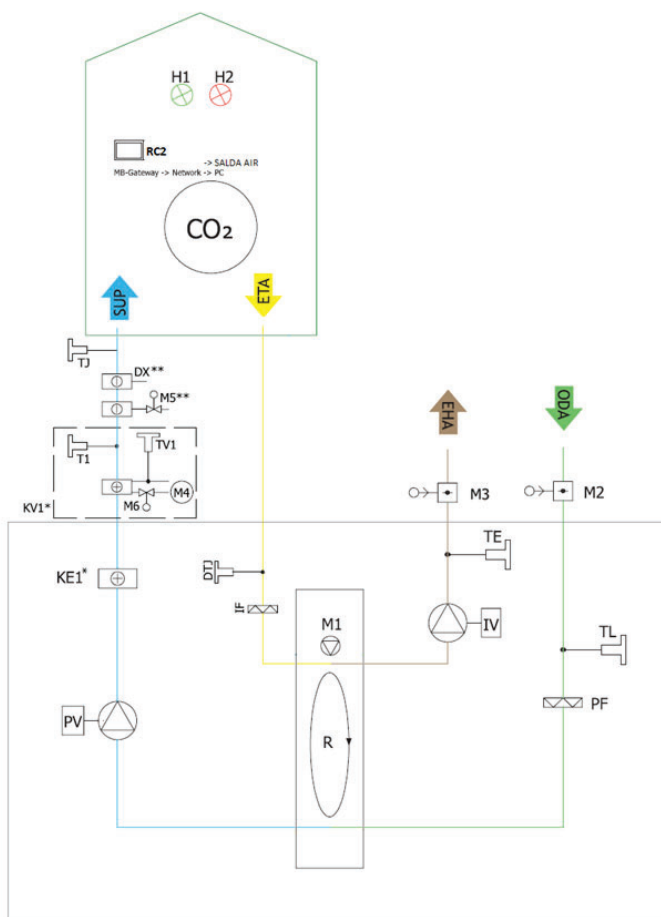 H1 H2
RC2
-> SALDA AIR
MB-Gateway -> Network -> PC
CO₂
SUP
ETA
TJ
DX**
M5**
EHA
ODA
T1
TV1
M4
M6
KV1*
M3
M2
TE
KE1*
DTJ
IF
M1
IV
TL
PV
R
PF